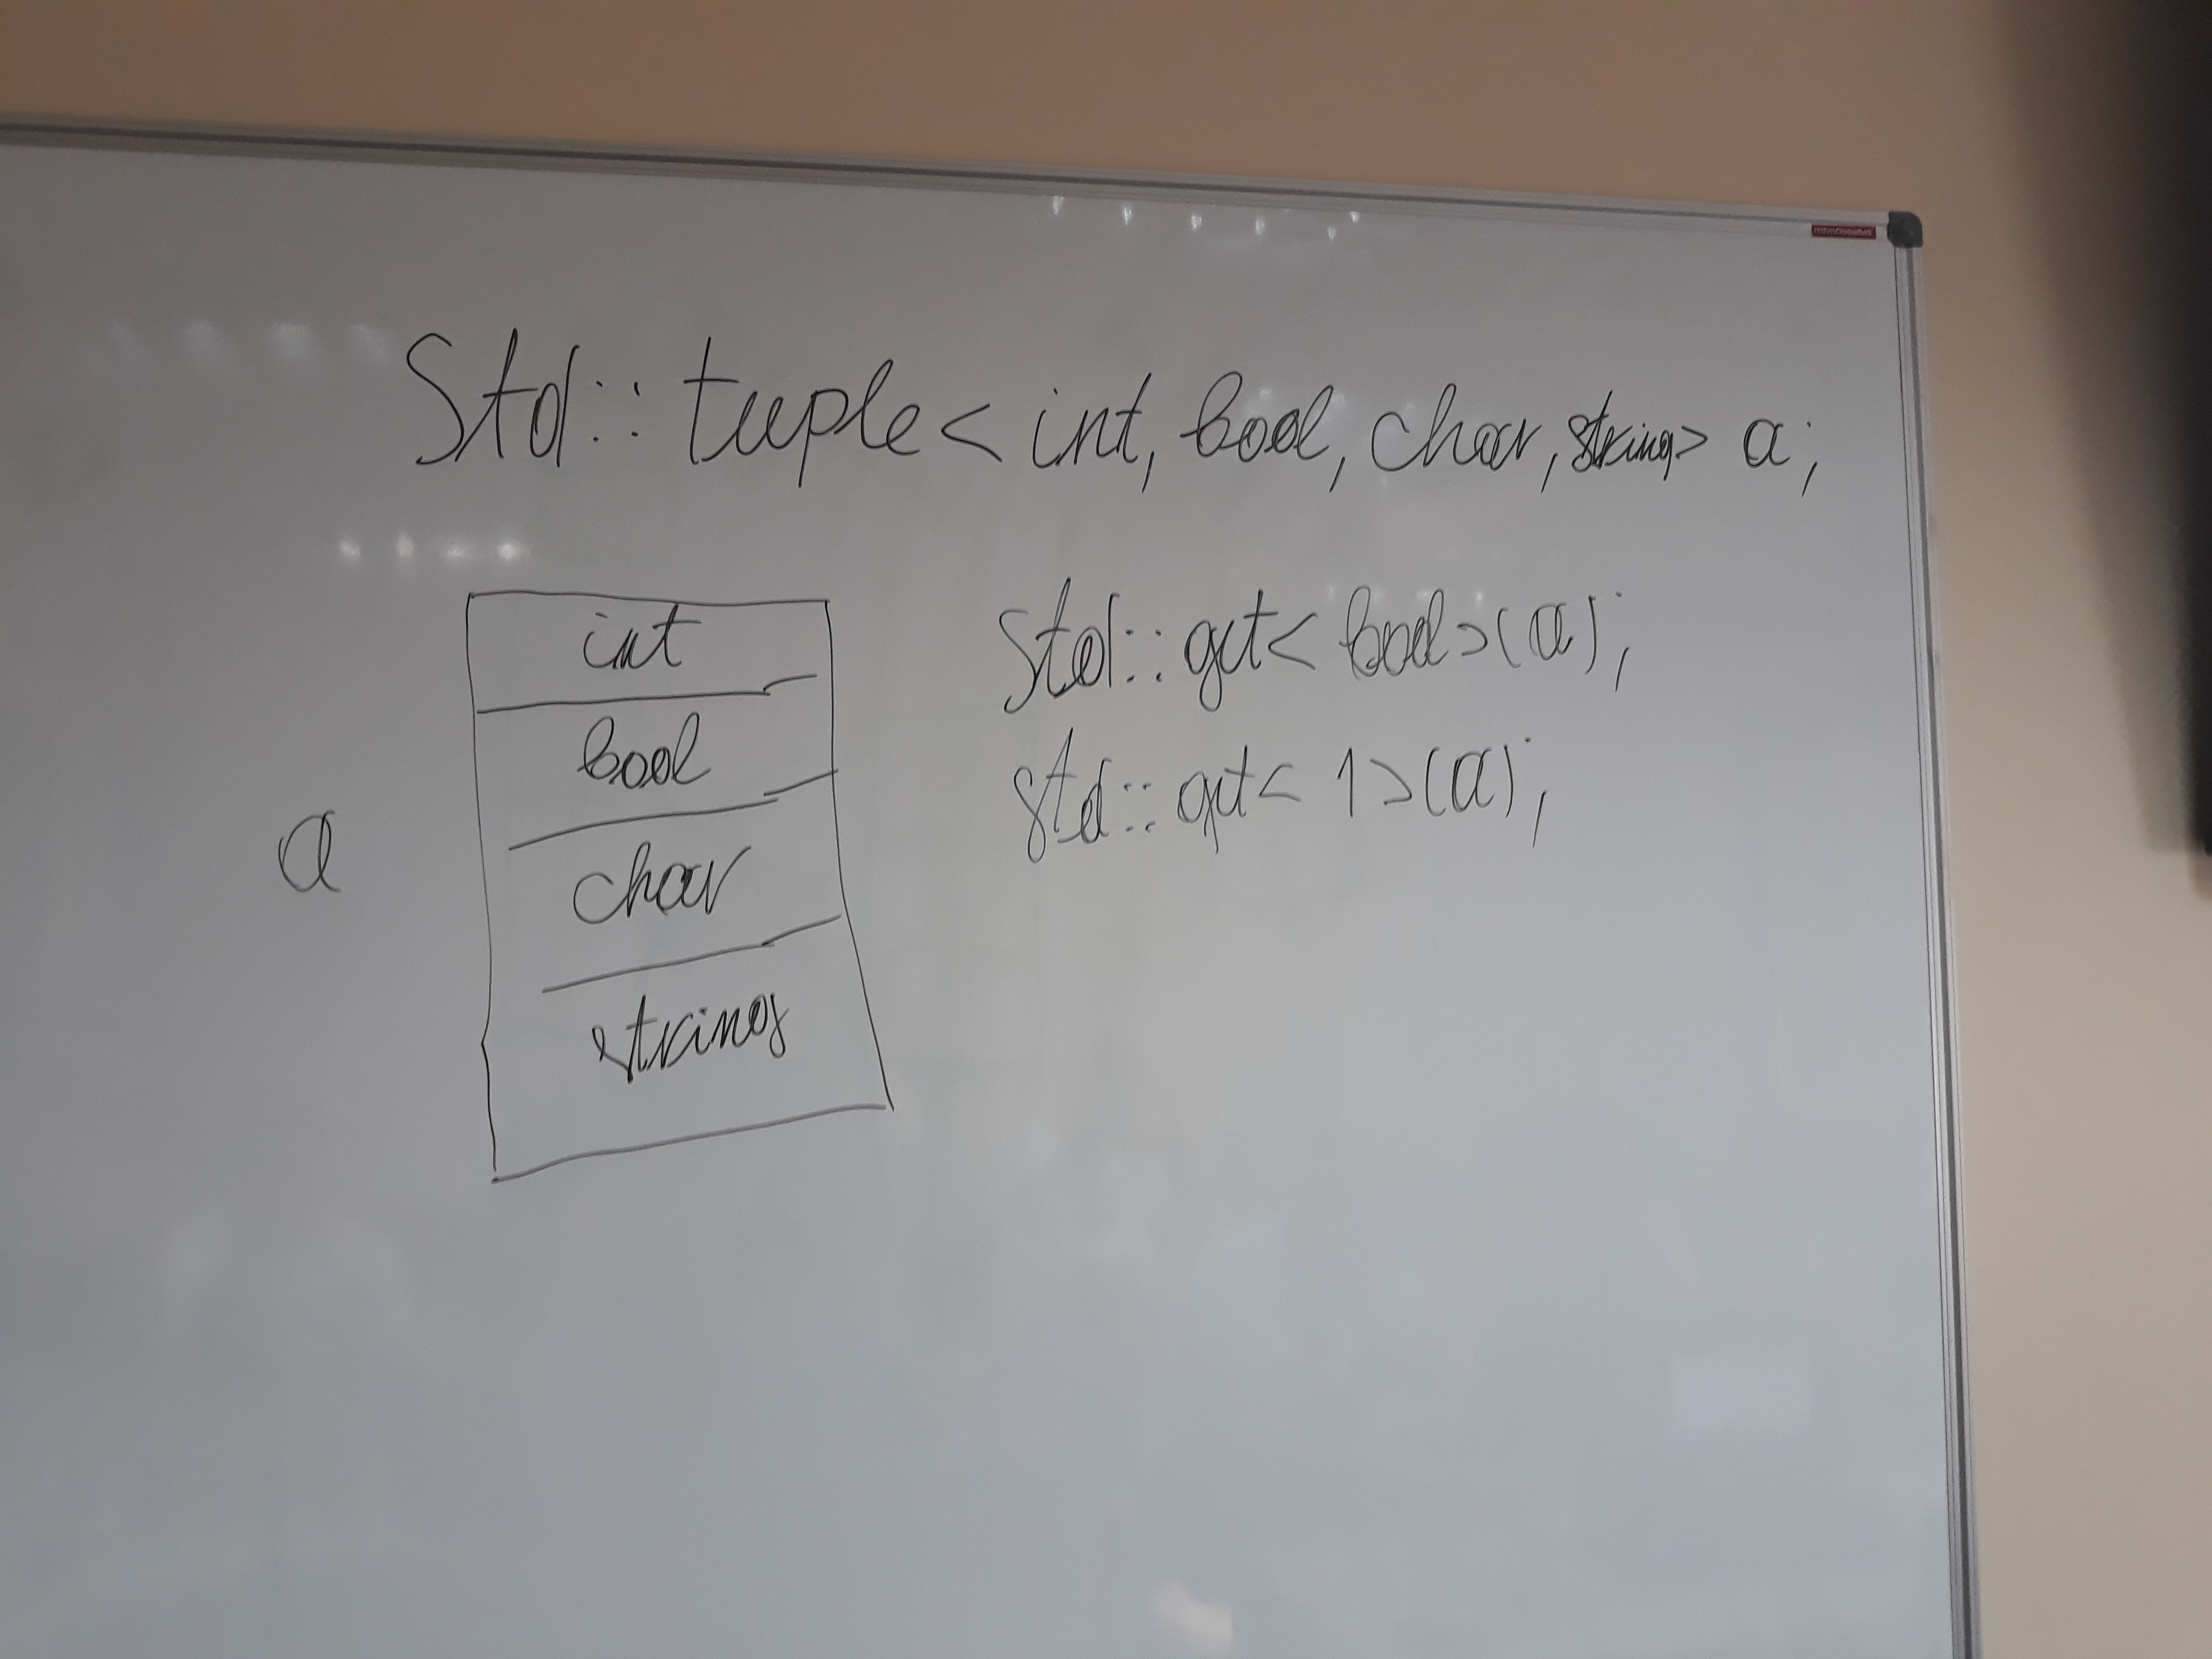 Std::tuple<int, bool, char, string> a;
int
bool
char
string
a
std::get<bool>(a);
std::get<1>(a);